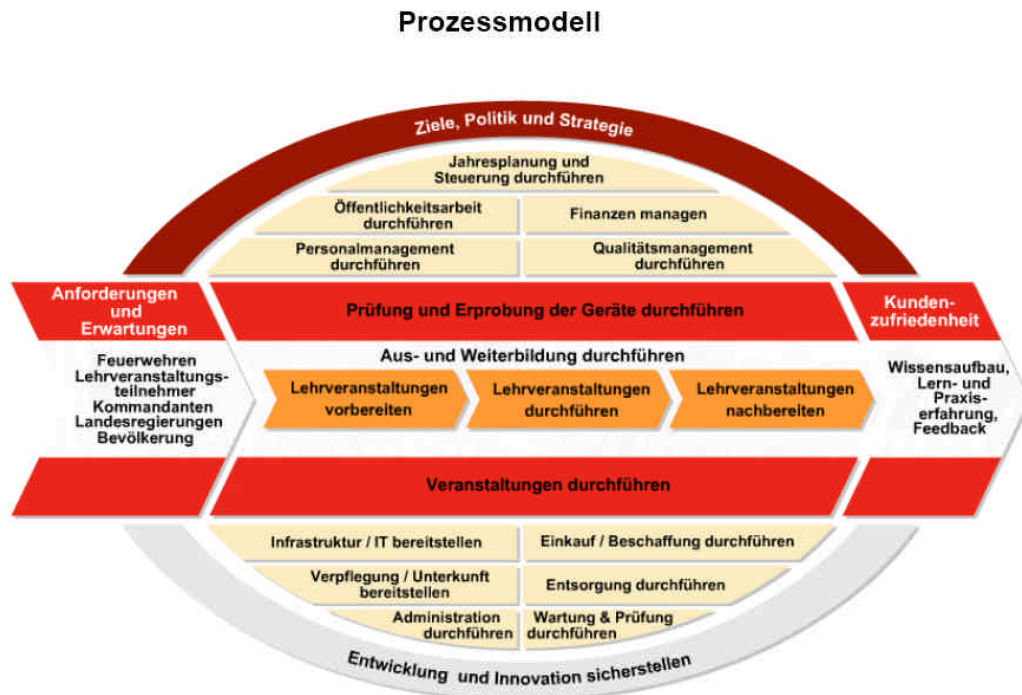 Prozessmodell
Ziele, Politik und Strategie
Jahresplanung und
Steuerung durchführen
Öffentlichkeitsarbeit
durchführen
Finanzen managen
Personalmanagement
durchführen
Qualitätsmanagement
durchführen
Anforderungen
und
Erwartungen
Prüfung und Erprobung der Geräte durchführen
Kunden-
zufriedenheit
Feuerwehren
Lehrveranstaltungs-
teilnehmer
Kommandanten
Landesregierungen
Bevölkerung
Aus- und Weiterbildung durchführen
Lehrveranstaltungen
vorbereiten
Lehrveranstaltungen
durchführen
Lehrveranstaltungen
nachbereiten
Wissensaufbau,
Lern- und
Praxis-
erfahrung,
Feedback
Veranstaltungen durchführen
Infrastruktur / IT bereitstellen
Einkauf / Beschaffung durchführen
Verpflegung / Unterkunft
bereitstellen
Entsorgung durchführen
Administration
durchführen
Wartung & Prüfung
durchführen
Entwicklung und Innovation sicherstellen